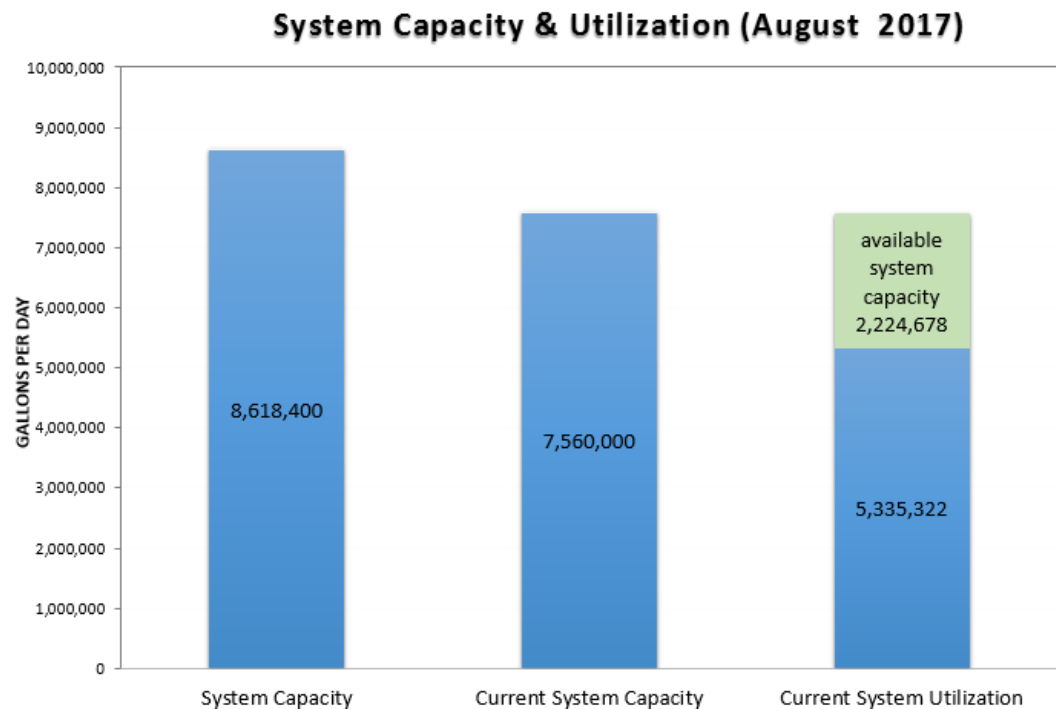 System Capacity & Utilization (August 2017)
GALLONS PER DAY
10,000,000
9,000,000
8,000,000
7,000,000
6,000,000
5,000,000
4,000,000
3,000,000
2,000,000
1,000,000
0
8,618,400
7,560,000
available
system
capacity
2,224,678
5,335,322
System Capacity
Current System Capacity
Current System Utilization